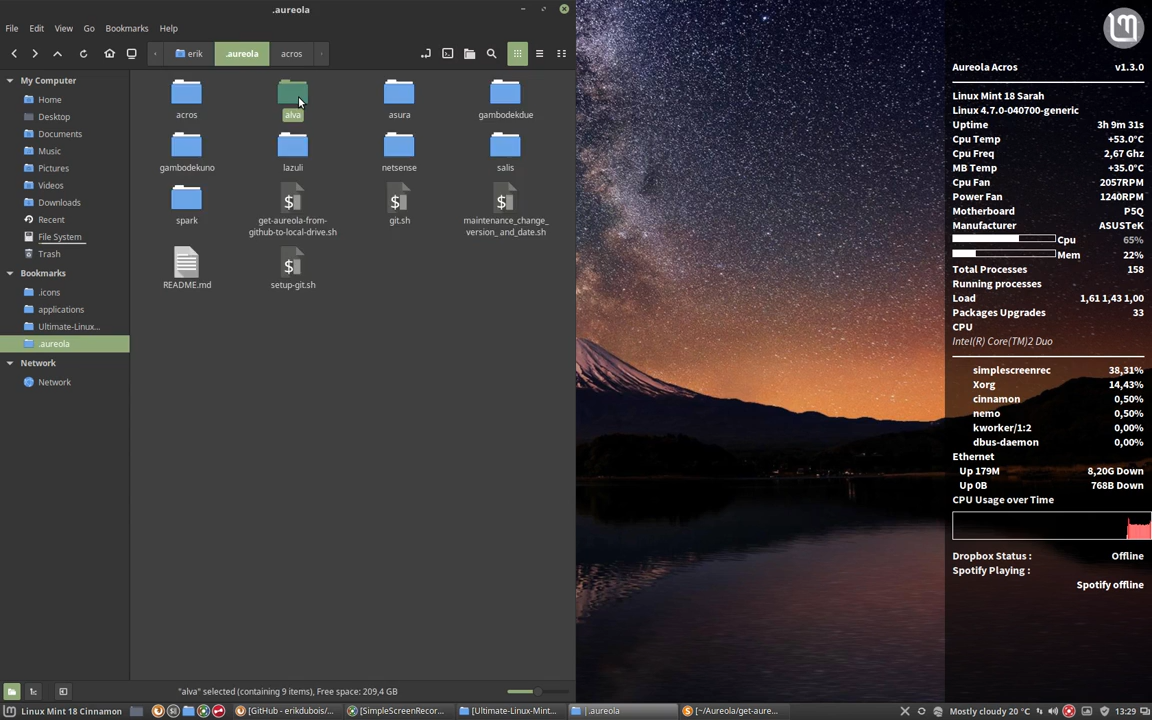 .aureola
File Edit View Go Bookmarks Help
erik .aureola acros
My Computer
Home
Desktop
Documents
Music
Pictures
Videos
Downloads
Recent
File System
Trash
Bookmarks
.icons
applications
Ultimate-Linux...
.aureola
Network
Network
acros alva asura gambodekdue
gambodekuno lazuli netsense salis
spark get-aureola-from- git.sh maintenance_change_
github-to-local-drive.sh version_and_date.sh
README.md setup-git.sh
"alva" selected (containing 9 items), Free space: 209,4 GB
Aureola Acros v1.3.0
Linux Mint 18 Sarah
Linux 4.7.0-040700-generic
Uptime 3h 9m 31s
Cpu Temp +53.0°C
Cpu Freq 2,67 Ghz
MB Temp +35.0°C
Cpu Fan 2057RPM
Power Fan 1240RPM
Motherboard P5Q
Manufacturer ASUSTeK
Cpu 65%
Mem 22%
Total Processes 158
Running processes
Load 1,61 1,43 1,00
Packages Upgrades 33
CPU
Intel(R) Core(TM)2 Duo
simplescreenrec 38,31%
Xorg 14,43%
cinnamon 0,50%
nemo 0,50%
kworker/1:2 0,00%
dbus-daemon 0,00%
Ethernet
Up 179M 8,20G Down
Up 0B 768B Down
CPU Usage over Time
Dropbox Status : Offline
Spotify Playing :
Spotify offline
Linux Mint 18 Cinnamon [GitHub - erikdubois/... [SimpleScreenRecor... [Ultimate-Linux-Mint... .aureola [~/Aureola/get-aure... Mostly cloudy 20 °C 13:29